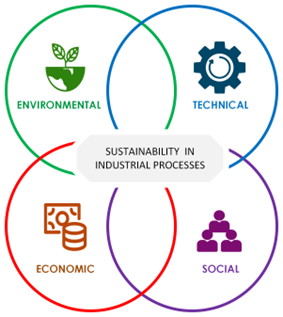 ENVIRONMENTAL
TECHNICAL
SUSTAINABILITY IN
INDUSTRIAL PROCESSES
ECONOMIC
SOCIAL